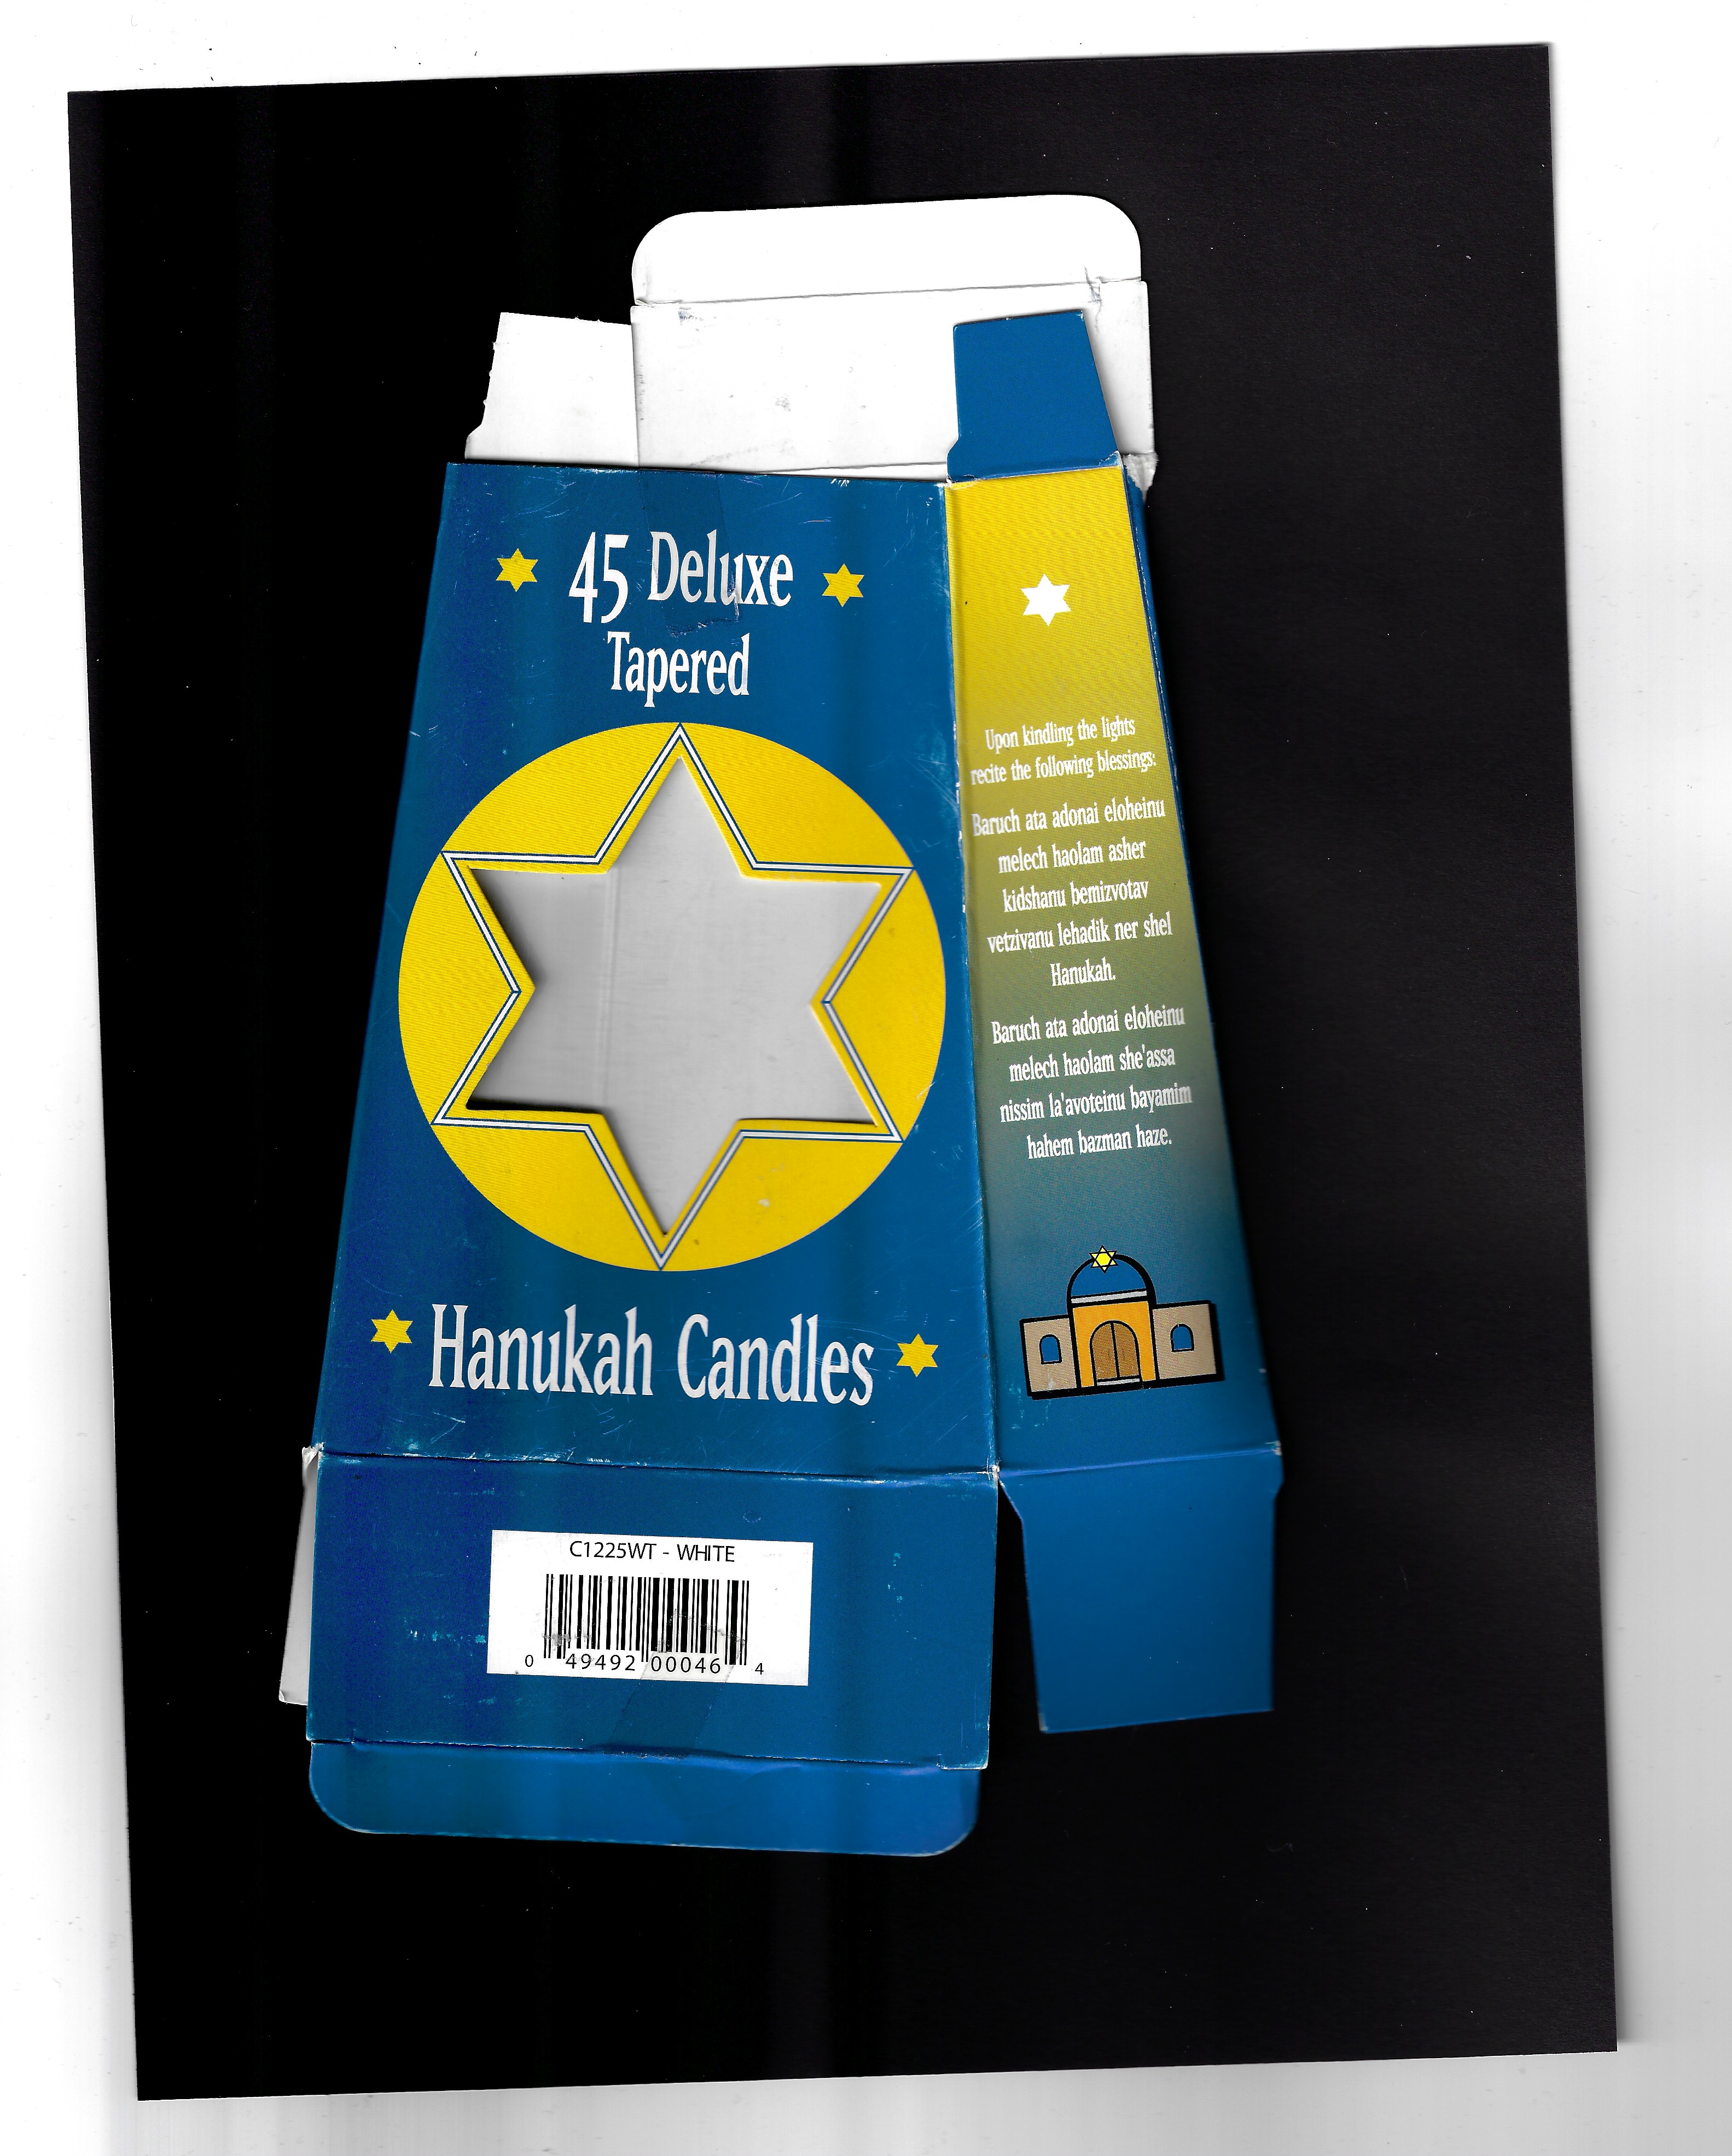 45 Deluxe
Tapered
Hanukah Candles
C1225WT - WHITE
0 49492 00046 4
Upon kindling the lights
recite the following blessings:
Baruch ata adonai eloheinu
melech haolam asher
kidshanu bemizvotav
vetzivanu lehadik ner shel
Hanukah.
Baruch ata adonai eloheinu
melech haolam she'assa
nissim la'avoteinu bayamim
hahem bazman haze.